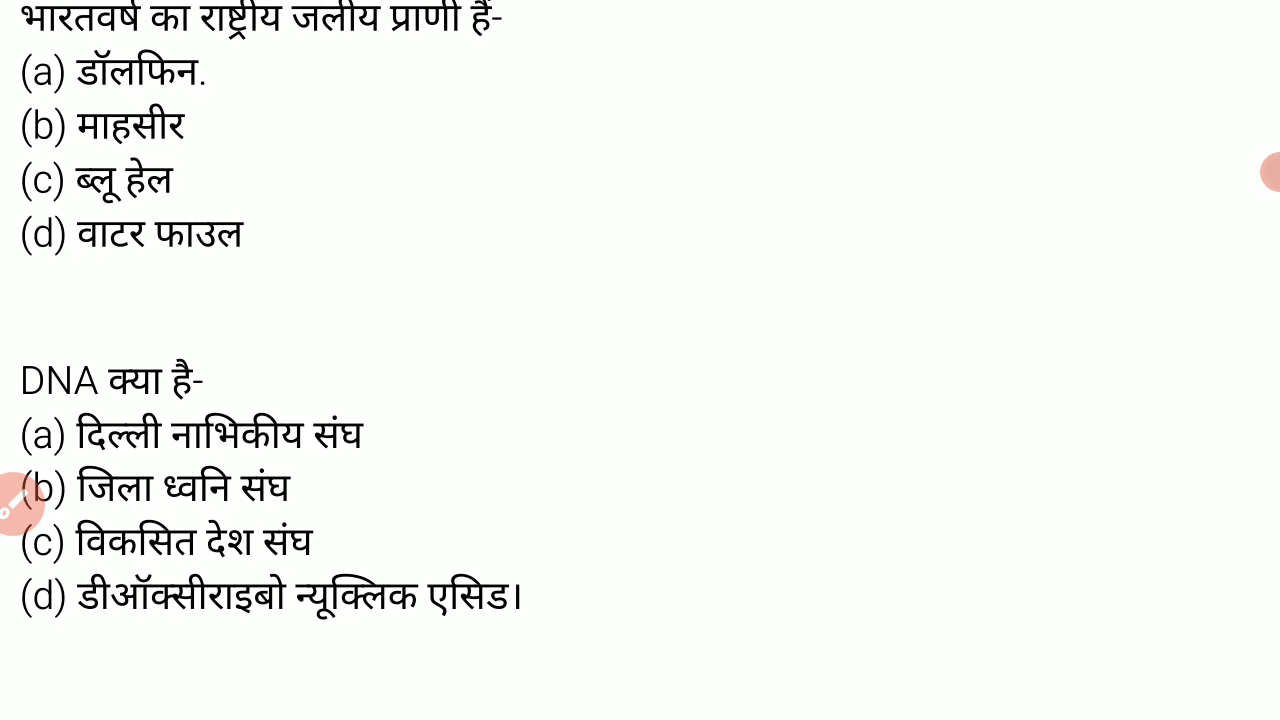 भारतवर्ष का राष्ट्रीय जलीय प्राणी हैं-
(a) डॉलफिन.
(b) माहसीर
(c) ब्लू हेल
(d) वाटर फाउल
DNA क्या है-
(a) दिल्ली नाभिकीय संघ
(b) जिला ध्वनि संघ
(c) विकसित देश संघ
(d) डीऑक्सीराइबो न्यूक्लिक एसिड।